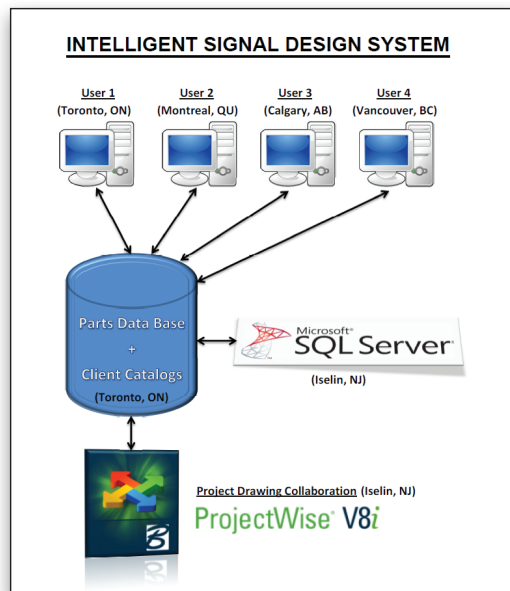 INTELLIGENT SIGNAL DESIGN SYSTEM
User 1
(Toronto, ON)
User 2
(Montreal, QU)
User 3
(Calgary, AB)
User 4
(Vancouver, BC)
Parts Data Base
+
Client Catalogs
(Toronto, ON)
Microsoft®
SQL Server®
(Iselin, NJ)
Project Drawing Collaboration (Iselin, NJ)
ProjectWise® V8i
B